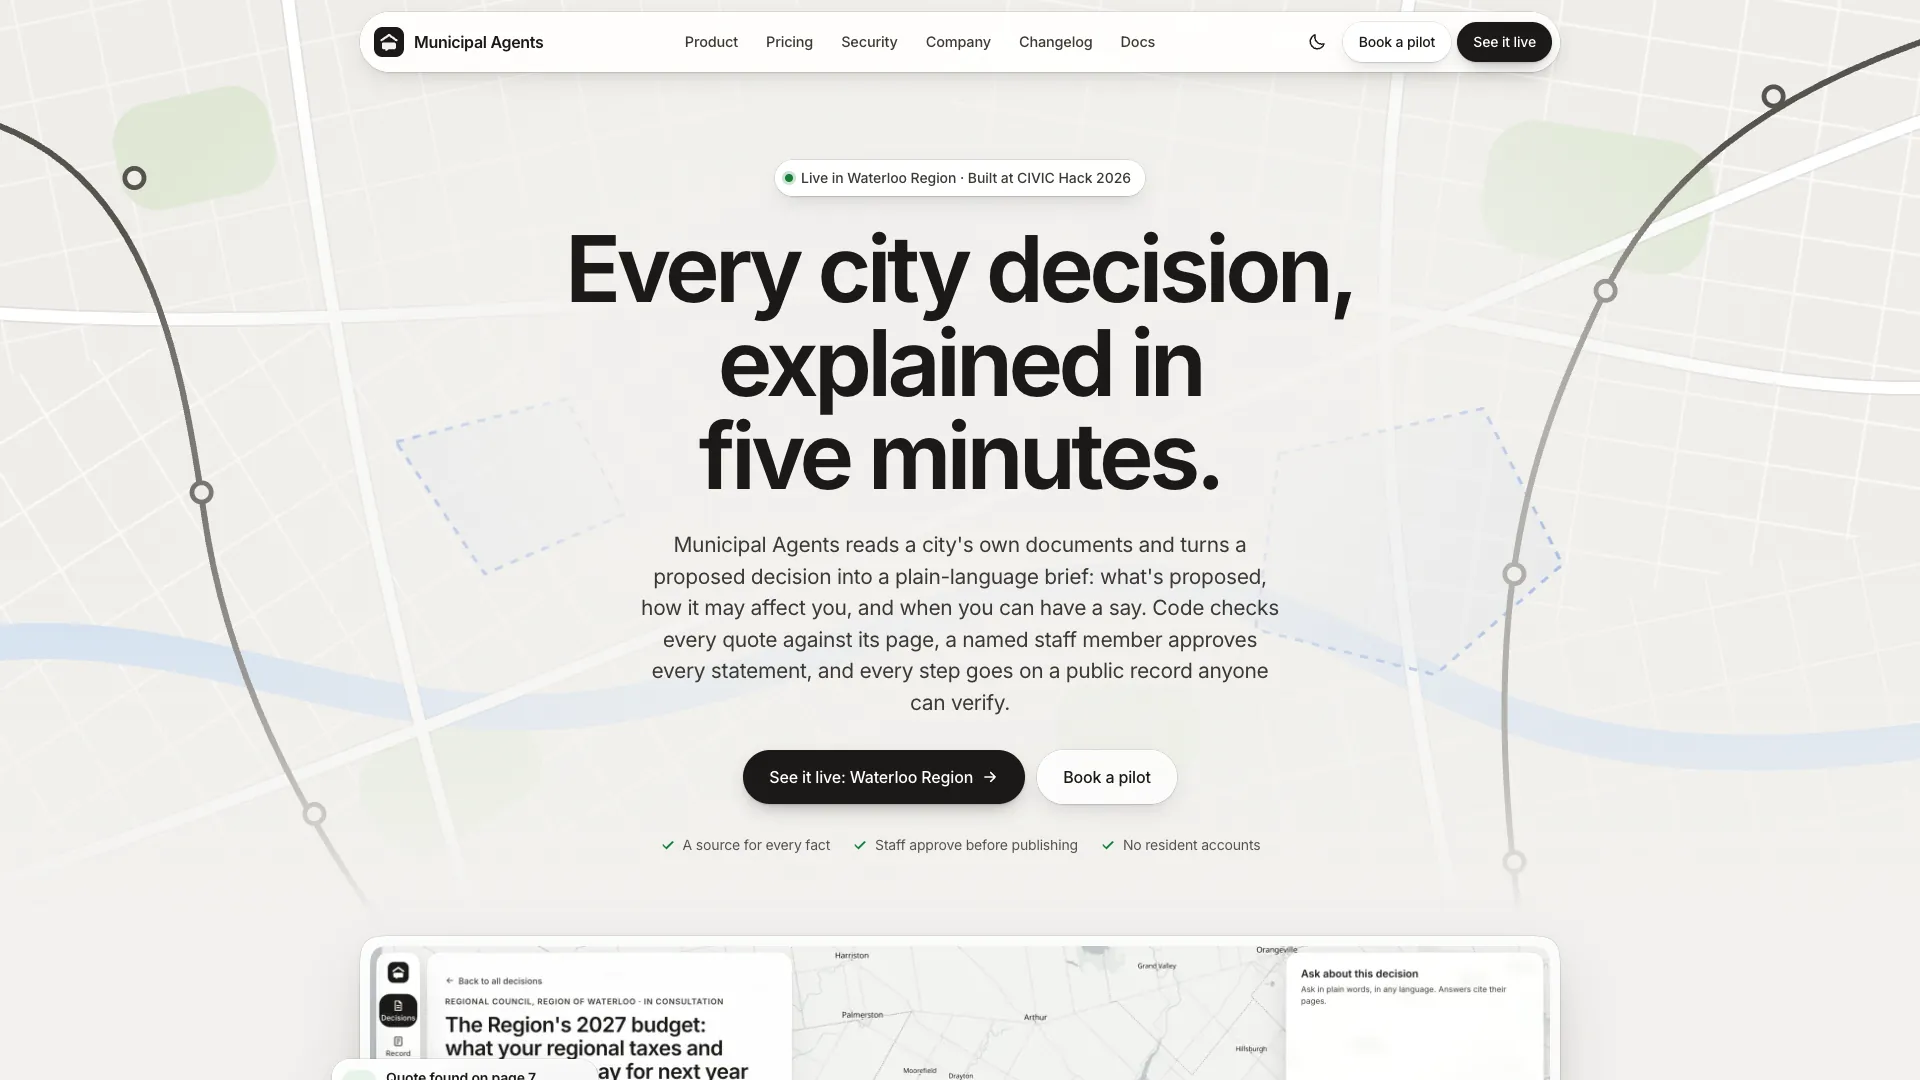 Municipal Agents
Product
Pricing
Security
Company
Changelog
Docs
Book a pilot
See it live
Live in Waterloo Region · Built at CIVIC Hack 2026
Every city decision,
explained in
five minutes.
Municipal Agents reads a city's own documents and turns a
proposed decision into a plain-language brief: what's proposed,
how it may affect you, and when you can have a say. Code checks
every quote against its page, a named staff member approves
every statement, and every step goes on a public record anyone
can verify.
See it live: Waterloo Region →
Book a pilot
A source for every fact
Staff approve before publishing
No resident accounts
Decisions
Record
← Back to all decisions
REGIONAL COUNCIL, REGION OF WATERLOO · IN CONSULTATION
The Region's 2027 budget:
what your regional taxes and
ay for next year
Quote found on page 7
Harriston
Palmerston
Arthur
Moorefield
Drayton
Grand Valley
Orangeville
Hillsburgh
Ask about this decision
Ask in plain words, in any language. Answers cite their
pages.